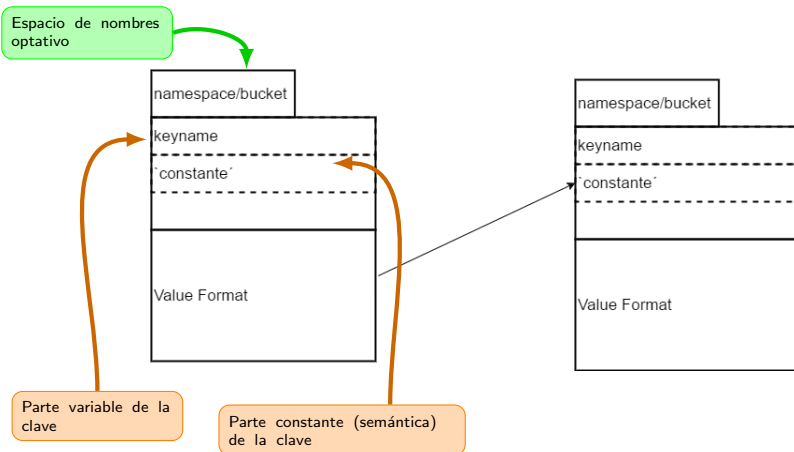 Espacio de nombres
optativo
namespace/bucket
keyname
`constante´
Value Format
namespace/bucket
keyname
`constante´
Value Format
Parte variable de la
clave
Parte constante (semántica)
de la clave